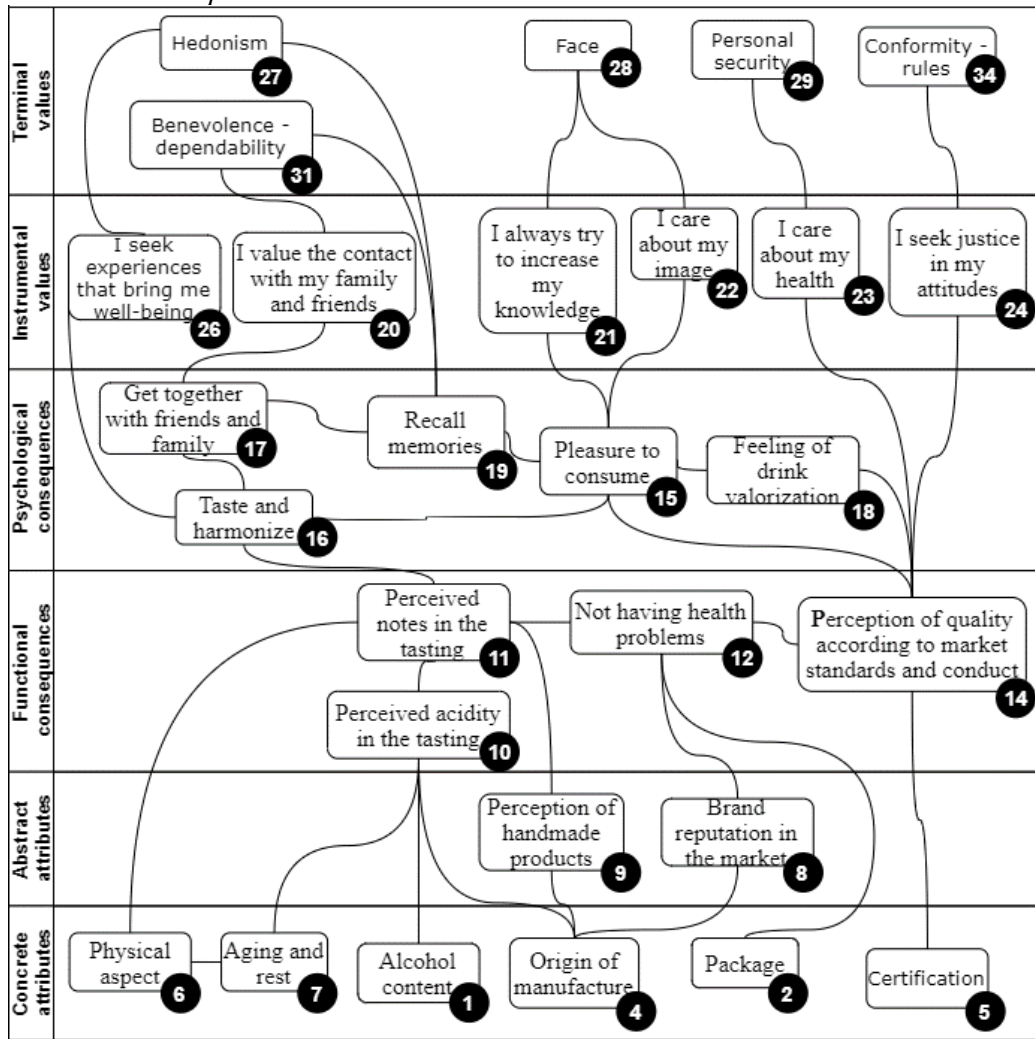 Terminal
values
Hedonism
27
Face
28
Personal
security
29
Conformity -
rules
34
Benevolence -
dependability
31
Instrumental
values
I seek
experiences
that bring me
well-being
26
I value the contact
with my family
and friends
20
I always try
to increase
my
knowledge
21
I care
about my
image
22
I care
about my
health
23
I seek justice
in my
attitudes
24
Psychological
consequences
Get together
with friends and
family
17
Recall
memories
19
Pleasure to
consume
15
Feeling of
drink
valorization
18
Taste and
harmonize
16
Functional
consequences
Perceived
notes in the
tasting
11
Not having health
problems
12
Perception of quality
according to market
standards and conduct
14
Perceived acidity
in the tasting
10
Abstract
attributes
Perception of
handmade
products
9
Brand
reputation in
the market
8
Concrete
attributes
Physical
aspect
6
Aging and
rest
7
Alcohol
content
1
Origin of
manufacture
4
Package
2
Certification
5